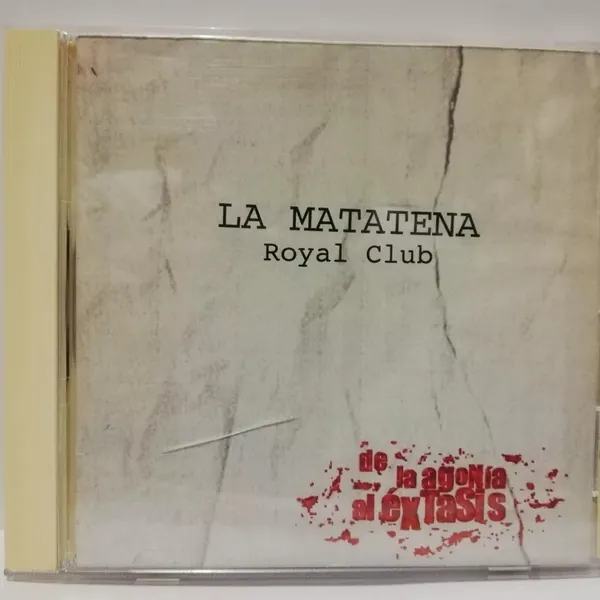 LA MATATENA
Royal Club
de
la agonía
al éxtasis